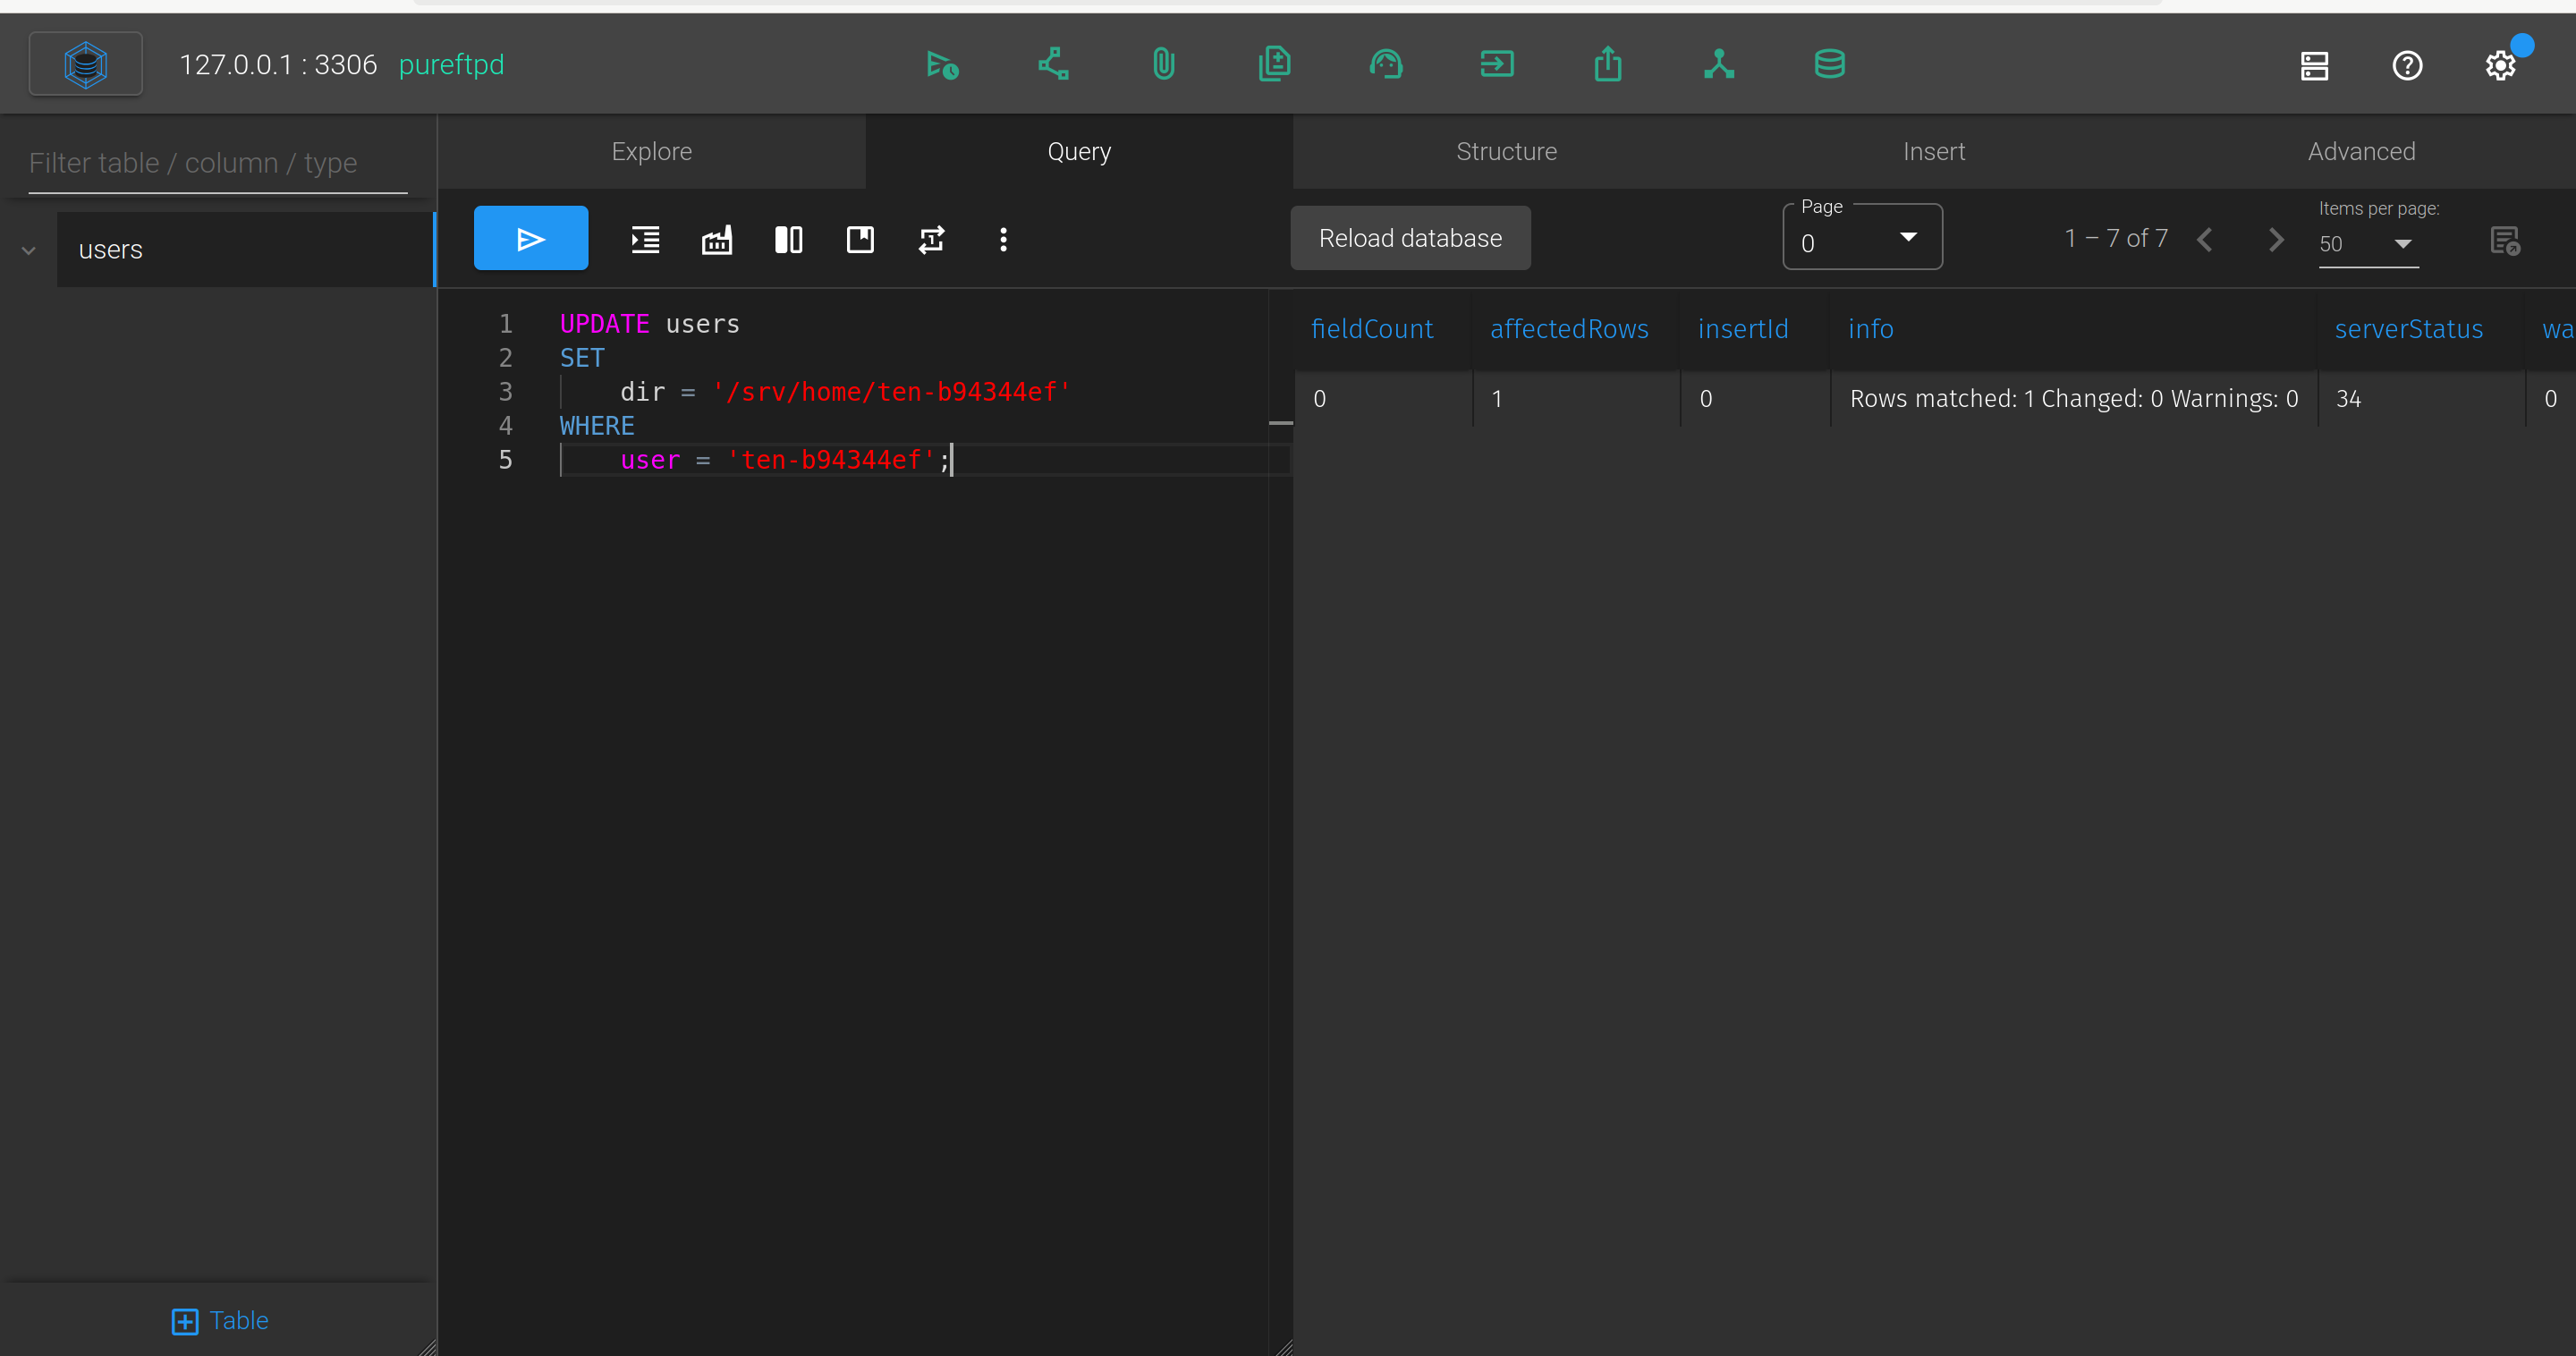 127.0.0.1 : 3306 pureftpd
Filter table / column / type
users
Table
Explore
Query
Structure
Insert
Advanced
Reload database
Page
0
1 – 7 of 7
Items per page:
50
1 UPDATE users
2 SET
3 dir = '/srv/home/ten-b94344ef'
4 WHERE
5 user = 'ten-b94344ef';
fieldCount affectedRows insertId info serverStatus wa
0 1 0 Rows matched: 1 Changed: 0 Warnings: 0 34 0